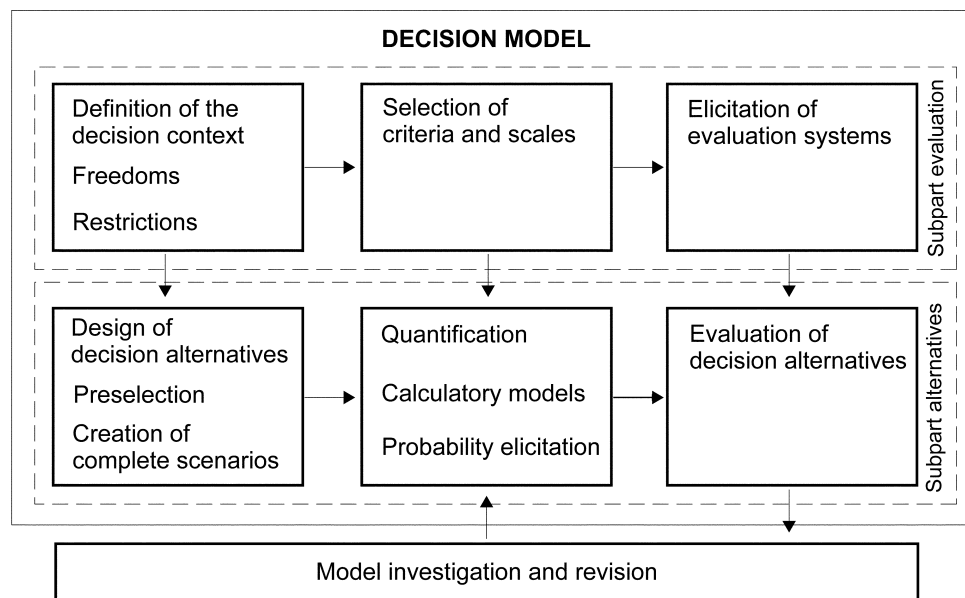 DECISION MODEL
Definition of the
decision context
Freedoms
Restrictions
Selection of
criteria and scales
Elicitation of
evaluation systems
Subpart evaluation
Design of
decision alternatives
Preselection
Creation of
complete scenarios
Quantification
Calculatory models
Probability elicitation
Evaluation of
decision alternatives
Subpart alternatives
Model investigation and revision